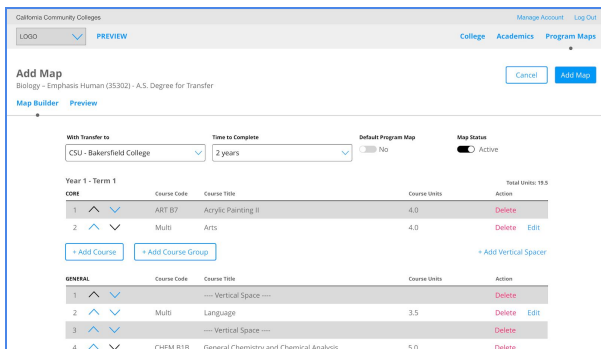 California Community Colleges Manage Account Log Out
LOGO PREVIEW College Academics Program Maps
Add Map Cancel Add Map
Biology – Emphasis Human (35302) - A.S. Degree for Transfer
Map Builder Preview
With Transfer to Time to Complete Default Program Map Map Status
CSU - Bakersfield College 2 years No Active
Year 1 - Term 1 Total Units: 19.5
CORE Course Code Course Title Course Units Action
1 ART B7 Acrylic Painting II 4.0 Delete
2 Multi Arts 4.0 Delete Edit
+ Add Course + Add Course Group + Add Vertical Spacer
GENERAL Course Code Course Title Course Units Action
1 ---- Vertical Space ---- Delete
2 Multi Language 3.5 Delete Edit
3 ---- Vertical Space ---- Delete
4 CHEM B1B General Chemistry and Chemical Analysis 5.0 Delete